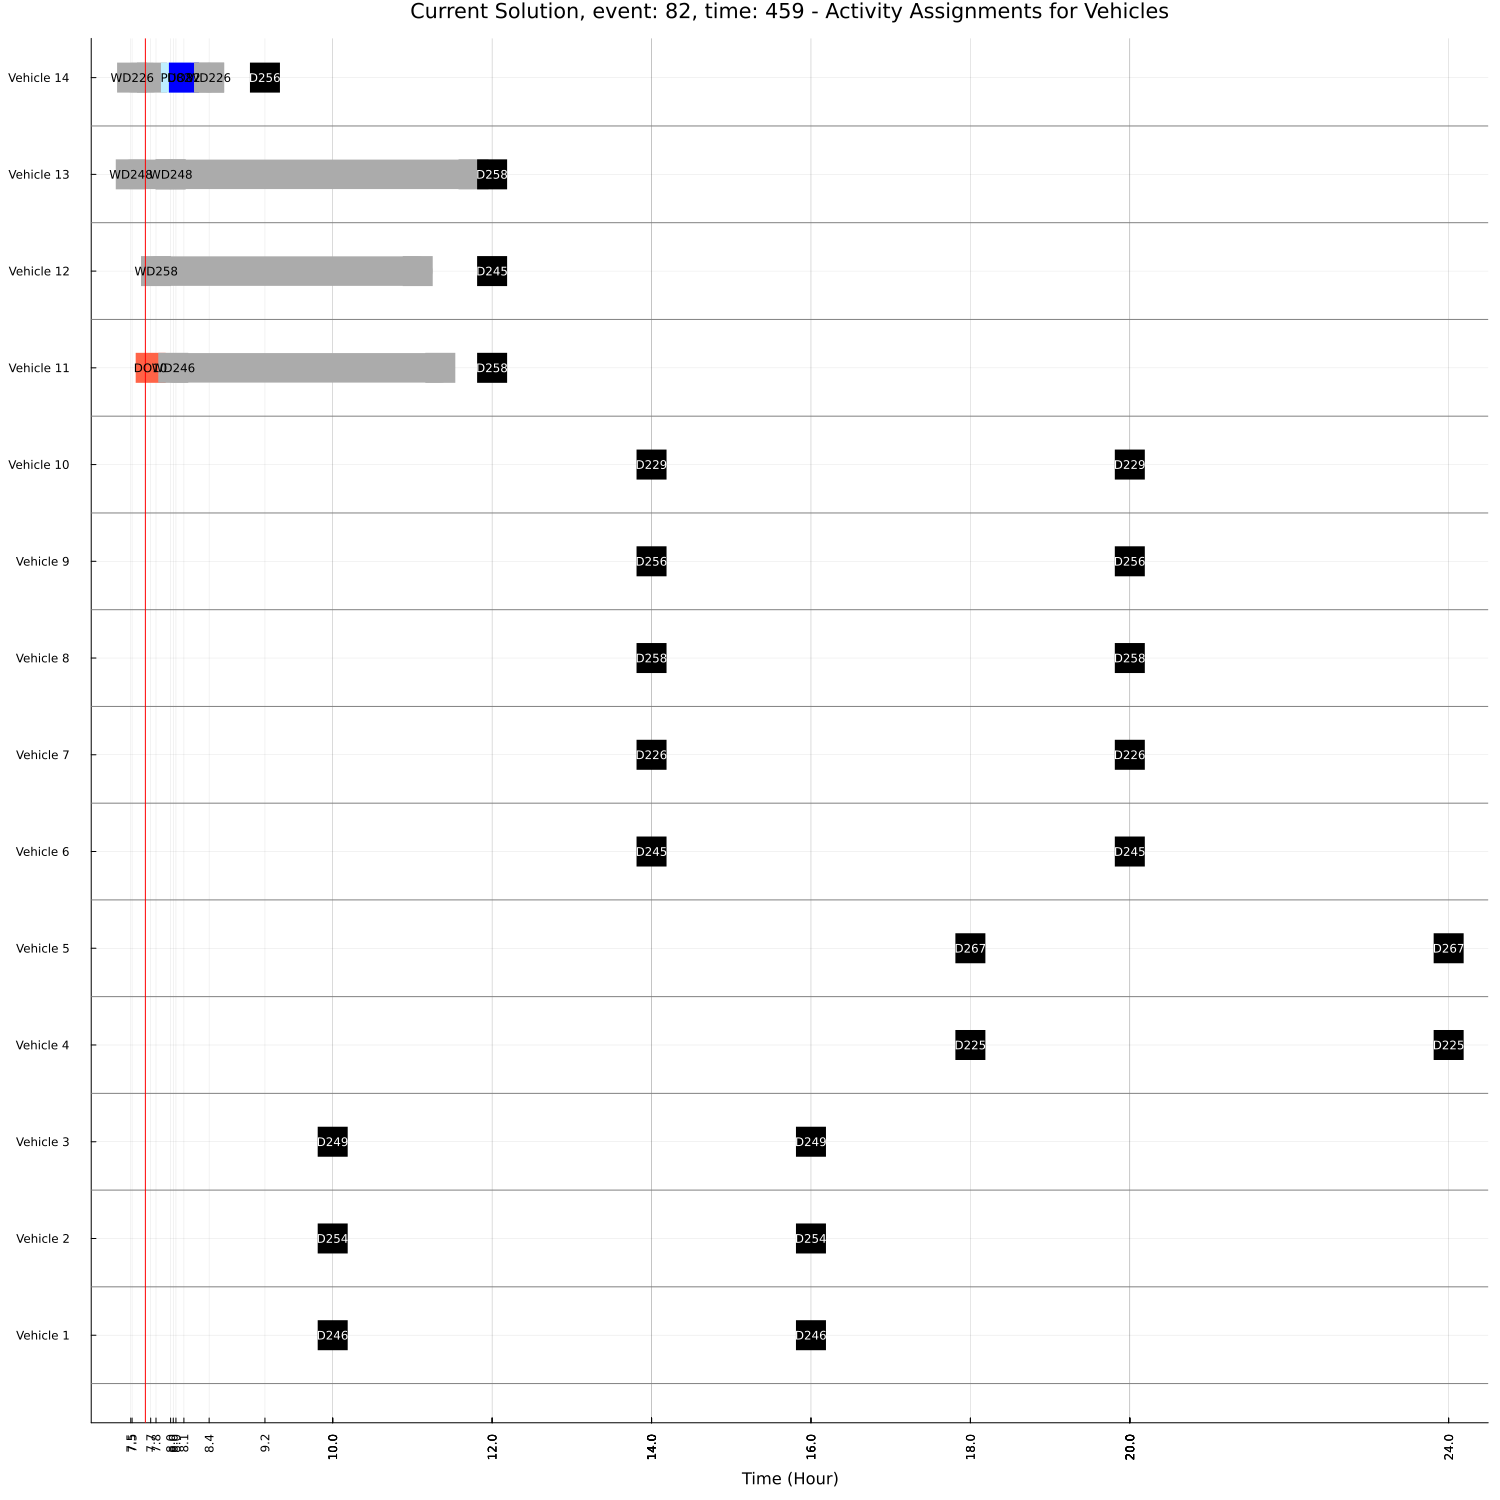 Current Solution, event: 82, time: 459 - Activity Assignments for Vehicles
Vehicle 14 WD226 WD226 D256
Vehicle 13 WD248 WD248 D258
Vehicle 12 WD258 D245
Vehicle 11 WD246 D258
Vehicle 10 D229 D229
Vehicle 9 D256 D256
Vehicle 8 D258 D258
Vehicle 7 D226 D226
Vehicle 6 D245 D245
Vehicle 5 D267 D267
Vehicle 4 D225 D225
Vehicle 3 D249 D249
Vehicle 2 D254 D254
Vehicle 1 D246 D246
7.5 7.8 8.1 8.4 9.2 10.0 12.0 14.0 16.0 18.0 20.0 24.0
Time (Hour)